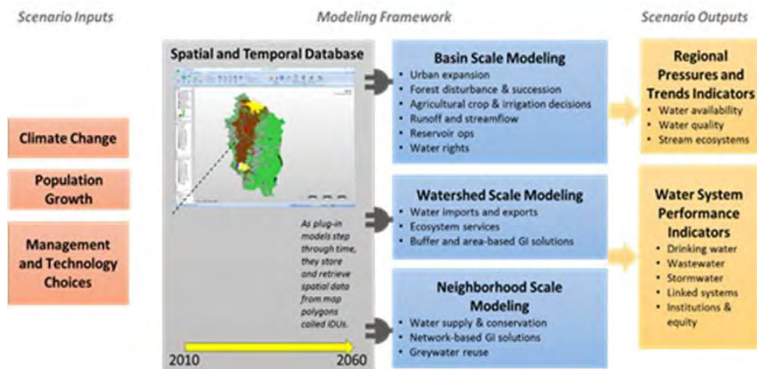 Scenario Inputs
Modeling Framework
Scenario Outputs
Climate Change
Population
Growth
Management
and Technology
Choices
Spatial and Temporal Database
As plug-in
models step
through time,
they store
and retrieve
spatial data
from map
polygons
called IDUs.
2010
2060
Basin Scale Modeling
• Urban expansion
• Forest disturbance & succession
• Agricultural crop & irrigation decisions
• Runoff and streamflow
• Reservoir ops
• Water rights
Watershed Scale Modeling
• Water imports and exports
• Ecosystem services
• Buffer and area-based GI solutions
Neighborhood Scale
Modeling
• Water supply & conservation
• Network-based GI solutions
• Greywater reuse
Regional
Pressures and
Trends Indicators
• Water availability
• Water quality
• Stream ecosystems
Water System
Performance
Indicators
• Drinking water
• Wastewater
• Stormwater
• Linked systems
• Institutions &
equity